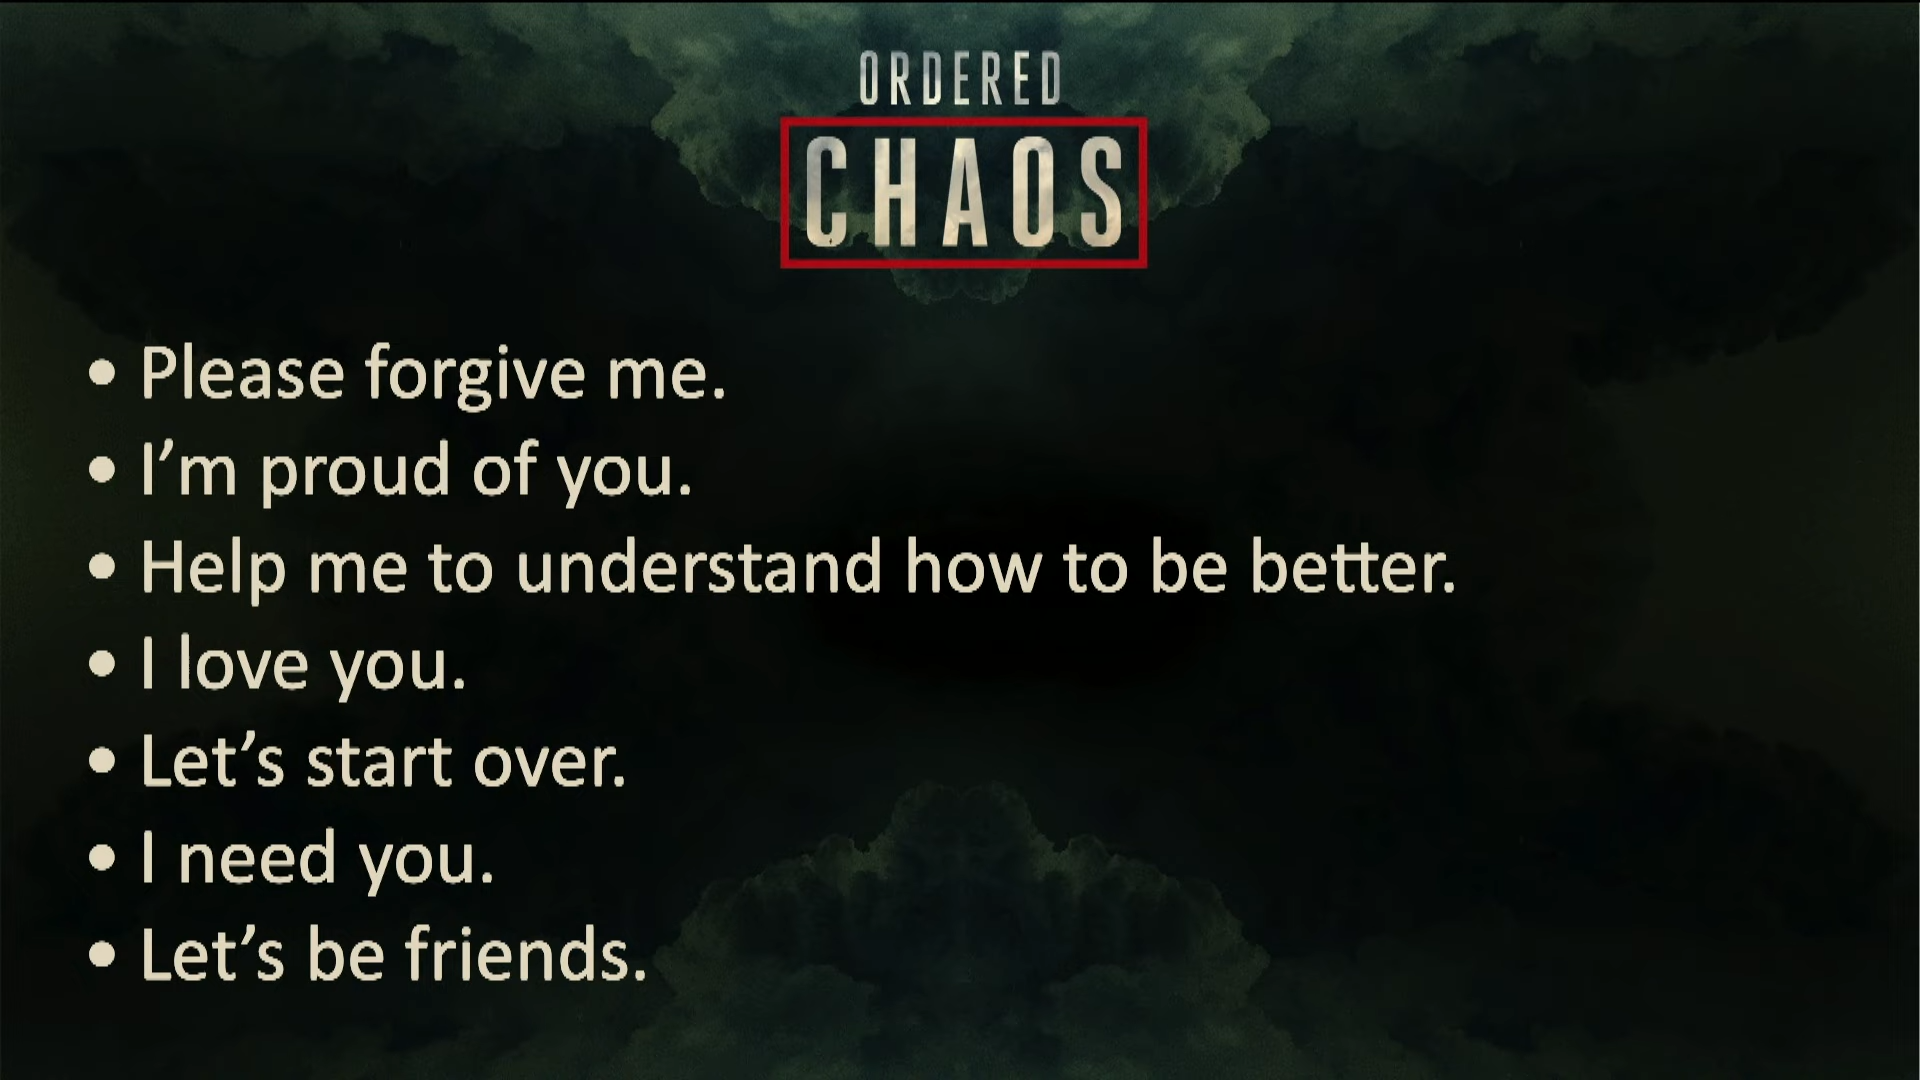 ORDERED
CHAOS
• Please forgive me.
• I’m proud of you.
• Help me to understand how to be better.
• I love you.
• Let’s start over.
• I need you.
• Let’s be friends.